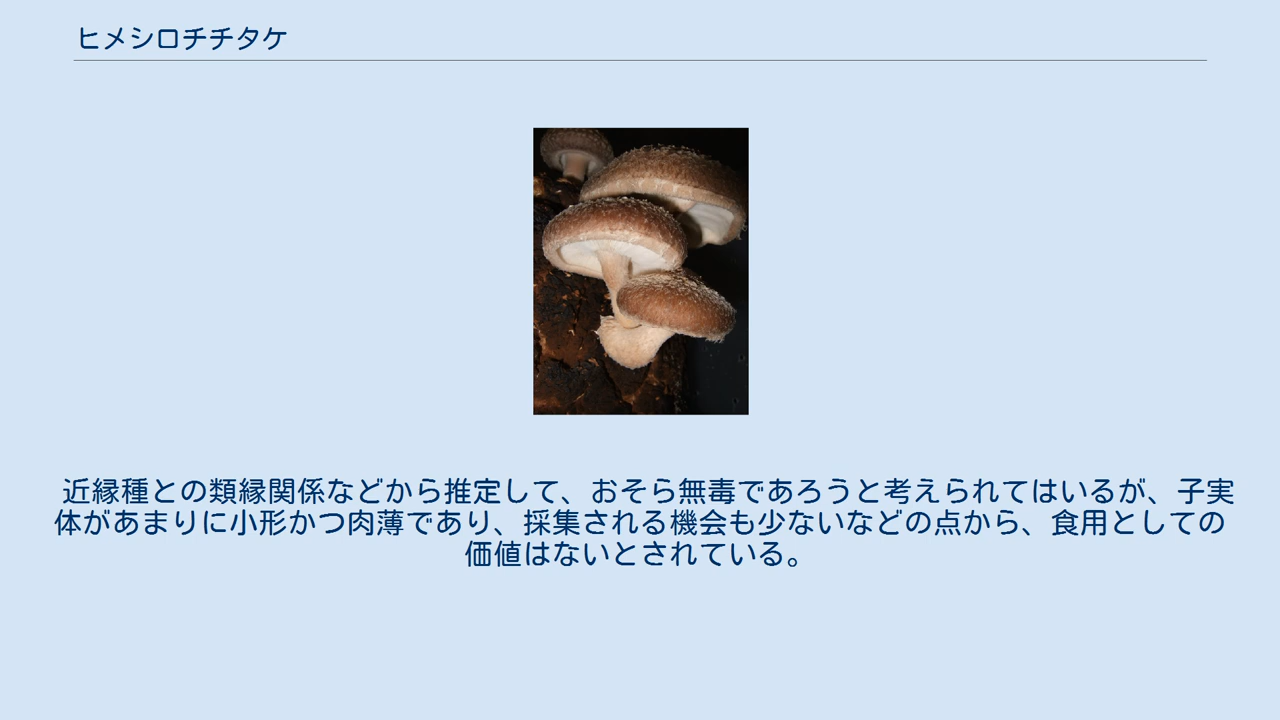 ヒメシロチチタケ
近縁種との類縁関係などから推定して、おそら無毒であろうと考えられてはいるが、子実
体があまりに小形かつ肉薄であり、採集される機会も少ないなどの点から、食用としての
価値はないとされている。